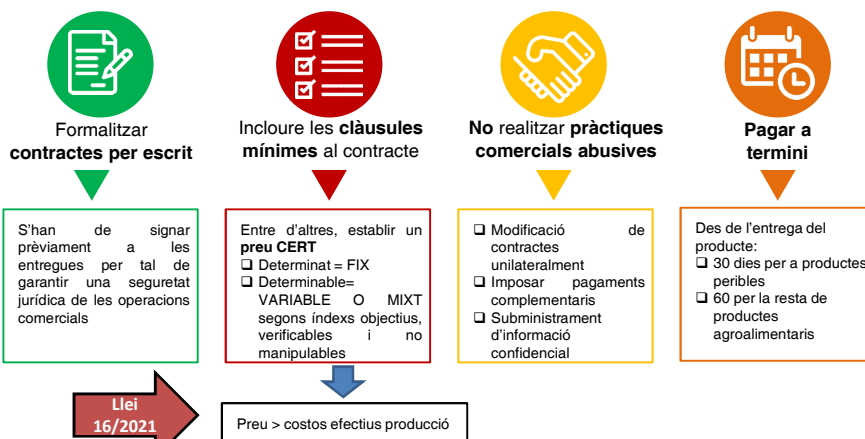 Formalitzar
contractes per escrit
Incloure les clàusules
mínimes al contracte
No realitzar pràctiques
comercials abusives
Pagar a
termini
S'han de signar
prèviament a les
entregues per tal de
garantir una seguretat
jurídica de les operacions
comercials
Entre d'altres, establir un
preu CERT
❑ Determinat = FIX
❑ Determinable=
VARIABLE O MIXT
segons índexs objectius,
verificables i no
manipulables
❑ Modificació de
contractes
unilateralment
❑ Imposar pagaments
complementaris
❑ Subministrament
d'informació
confidencial
Des de l'entrega del
producte:
❑ 30 dies per a productes
peribles
❑ 60 per la resta de
productes
agroalimentaris
Llei
16/2021
Preu > costos efectius producció